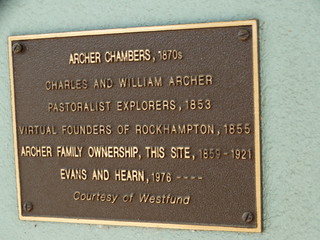 ARCHER CHAMBERS, 1870s
CHARLES AND WILLIAM ARCHER
PASTORALIST EXPLORERS, 1853
VIRTUAL FOUNDERS OF ROCKHAMPTON, 1855
ARCHER FAMILY OWNERSHIP, THIS SITE, 1859-1921
EVANS AND HEARN, 1976 ----
Courtesy of Westfund